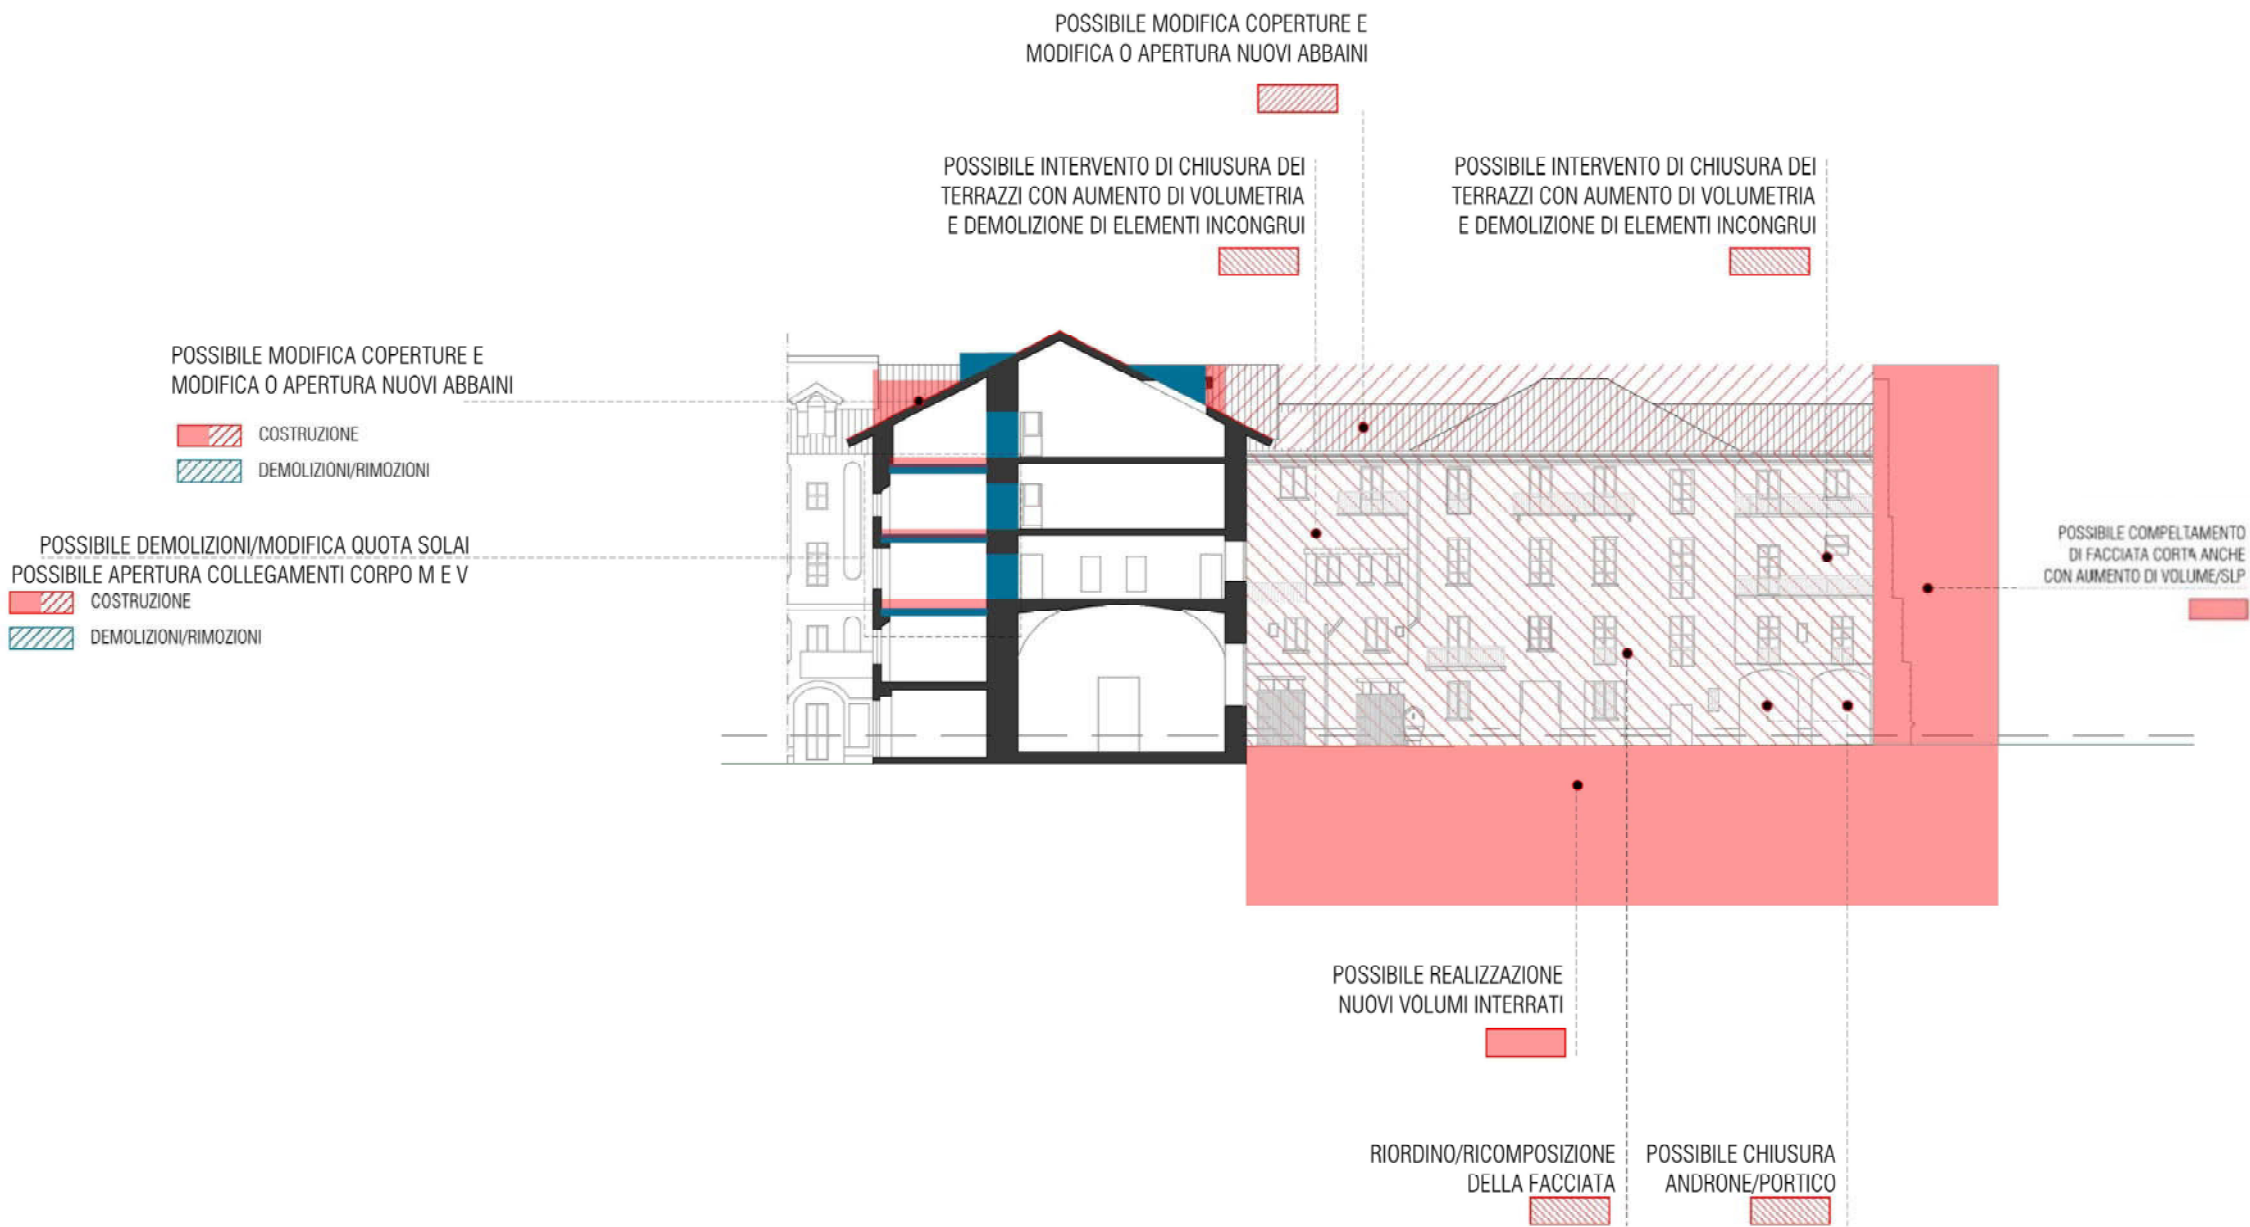 POSSIBILE MODIFICA COPERTURE E
MODIFICA O APERTURA NUOVI ABBAINI
POSSIBILE INTERVENTO DI CHIUSURA DEI
TERRAZZI CON AUMENTO DI VOLUMETRIA
E DEMOLIZIONE DI ELEMENTI INCONGRUI
POSSIBILE INTERVENTO DI CHIUSURA DEI
TERRAZZI CON AUMENTO DI VOLUMETRIA
E DEMOLIZIONE DI ELEMENTI INCONGRUI
POSSIBILE MODIFICA COPERTURE E
MODIFICA O APERTURA NUOVI ABBAINI
COSTRUZIONE
DEMOLIZIONI/RIMOZIONI
POSSIBILE DEMOLIZIONI/MODIFICA QUOTA SOLAI
POSSIBILE APERTURA COLLEGAMENTI CORPO M E V
COSTRUZIONE
DEMOLIZIONI/RIMOZIONI
POSSIBILE COMPELTAMENTO
DI FACCIATA CORTA ANCHE
CON AUMENTO DI VOLUME/SLP
POSSIBILE REALIZZAZIONE
NUOVI VOLUMI INTERRATI
RIORDINO/RICOMPOSIZIONE
DELLA FACCIATA
POSSIBILE CHIUSURA
ANDRONE/PORTICO